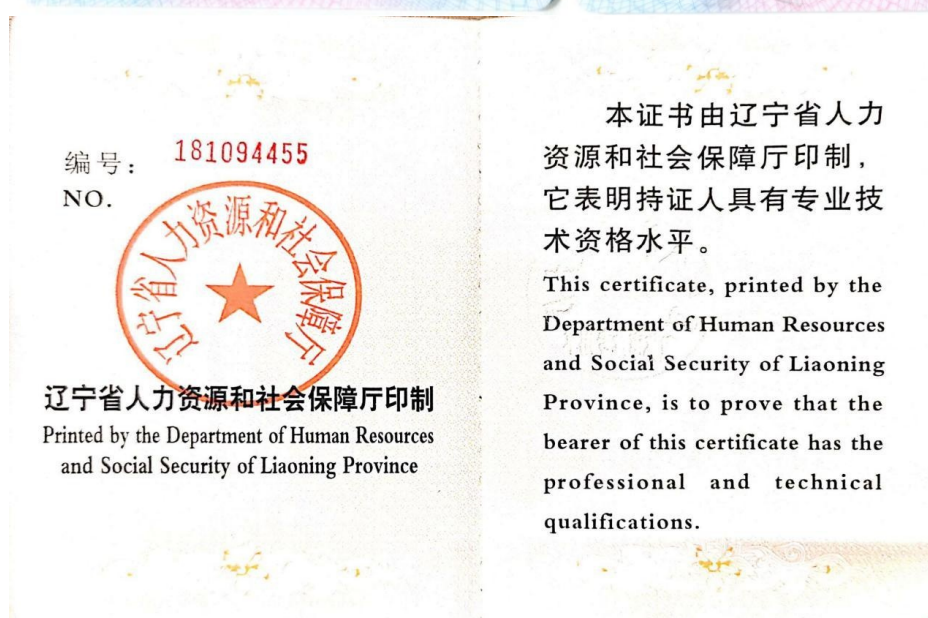 编号： 181094455
NO.
辽宁省人力资源和社会保障厅
辽宁省人力资源和社会保障厅印制
Printed by the Department of Human Resources
and Social Security of Liaoning Province
本证书由辽宁省人力
资源和社会保障厅印制，
它表明持证人具有专业技
术资格水平。
This certificate, printed by the
Department of Human Resources
and Social Security of Liaoning
Province, is to prove that the
bearer of this certificate has the
professional and technical
qualifications.